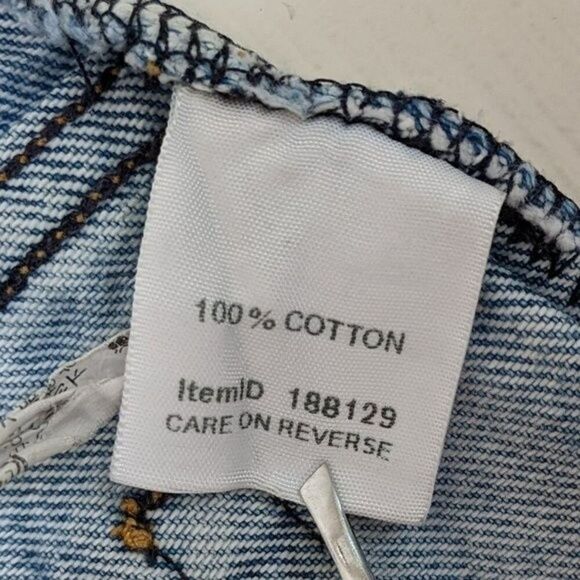 100% COTTON
ItemID 188129
CARE ON REVERSE